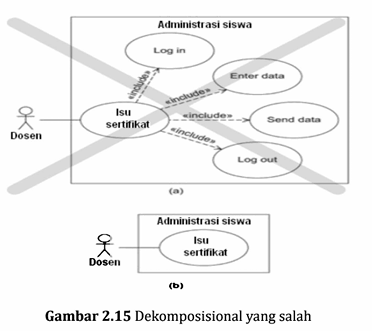 Administrasi siswa
Log in
«include»
Enter data
«include»
Isu
sertifikat
«include»
Send data
«include»
Log out
Dosen
(a)
Administrasi siswa
Isu
sertifikat
Dosen
(b)
Gambar 2.15 Dekomposisional yang salah